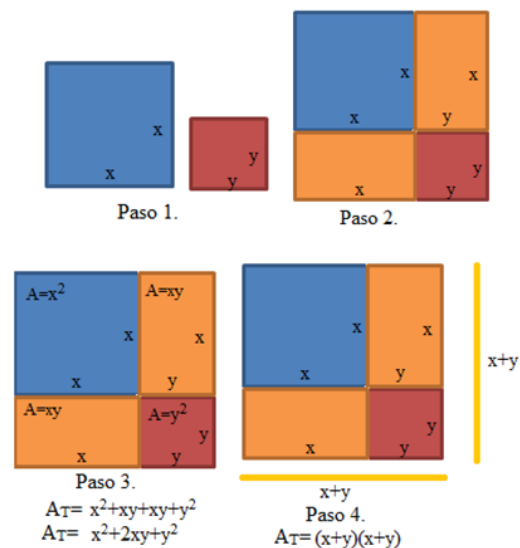 x
x
y
y
Paso 1.
x
x
x
y
x
y
y
Paso 2.
A=x²
A=xy
x
x
x
y
A=xy
A=y²
x
y
y
Paso 3.
AT= x²+xy+xy+y²
AT= x²+2xy+y²
x
x
x
y
x
y
y
x+y
x+y
Paso 4.
AT= (x+y)(x+y)